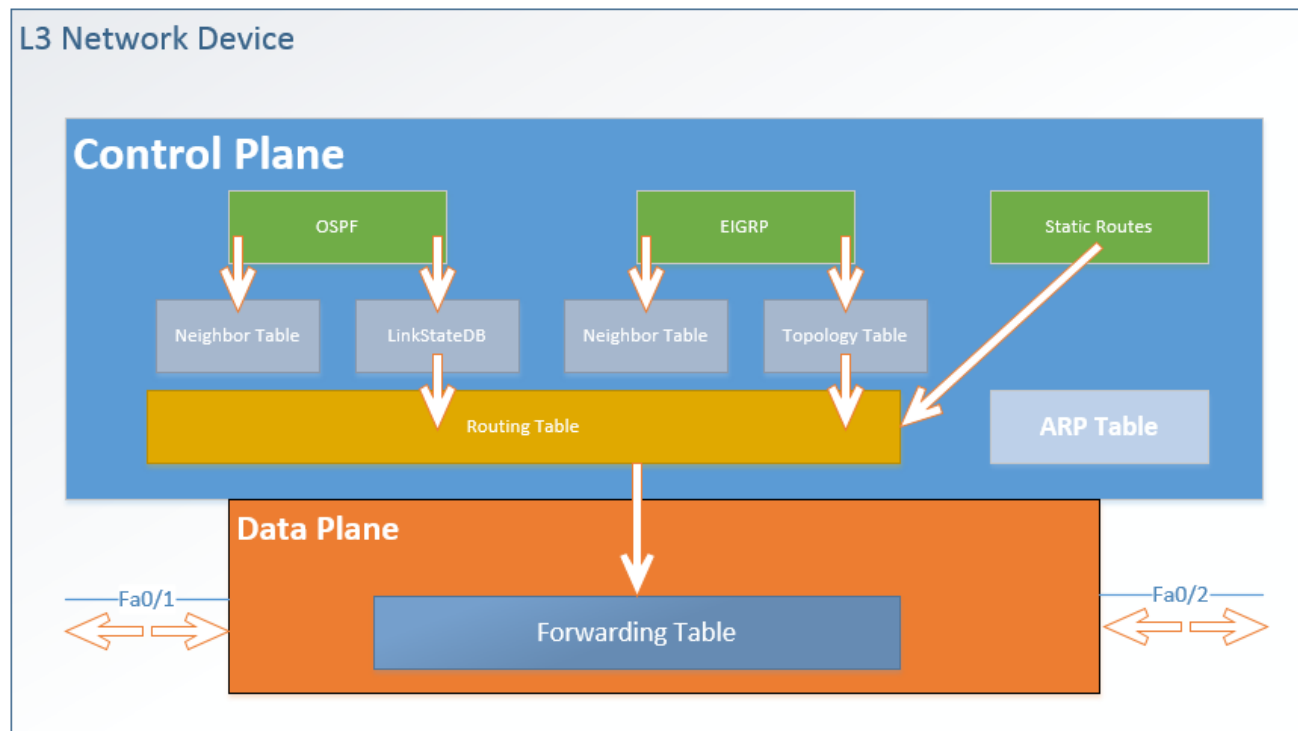 L3 Network Device
Control Plane
OSPF
EIGRP
Static Routes
Neighbor Table
LinkStateDB
Neighbor Table
Topology Table
Routing Table
ARP Table
Data Plane
Fa0/1
Fa0/2
Forwarding Table